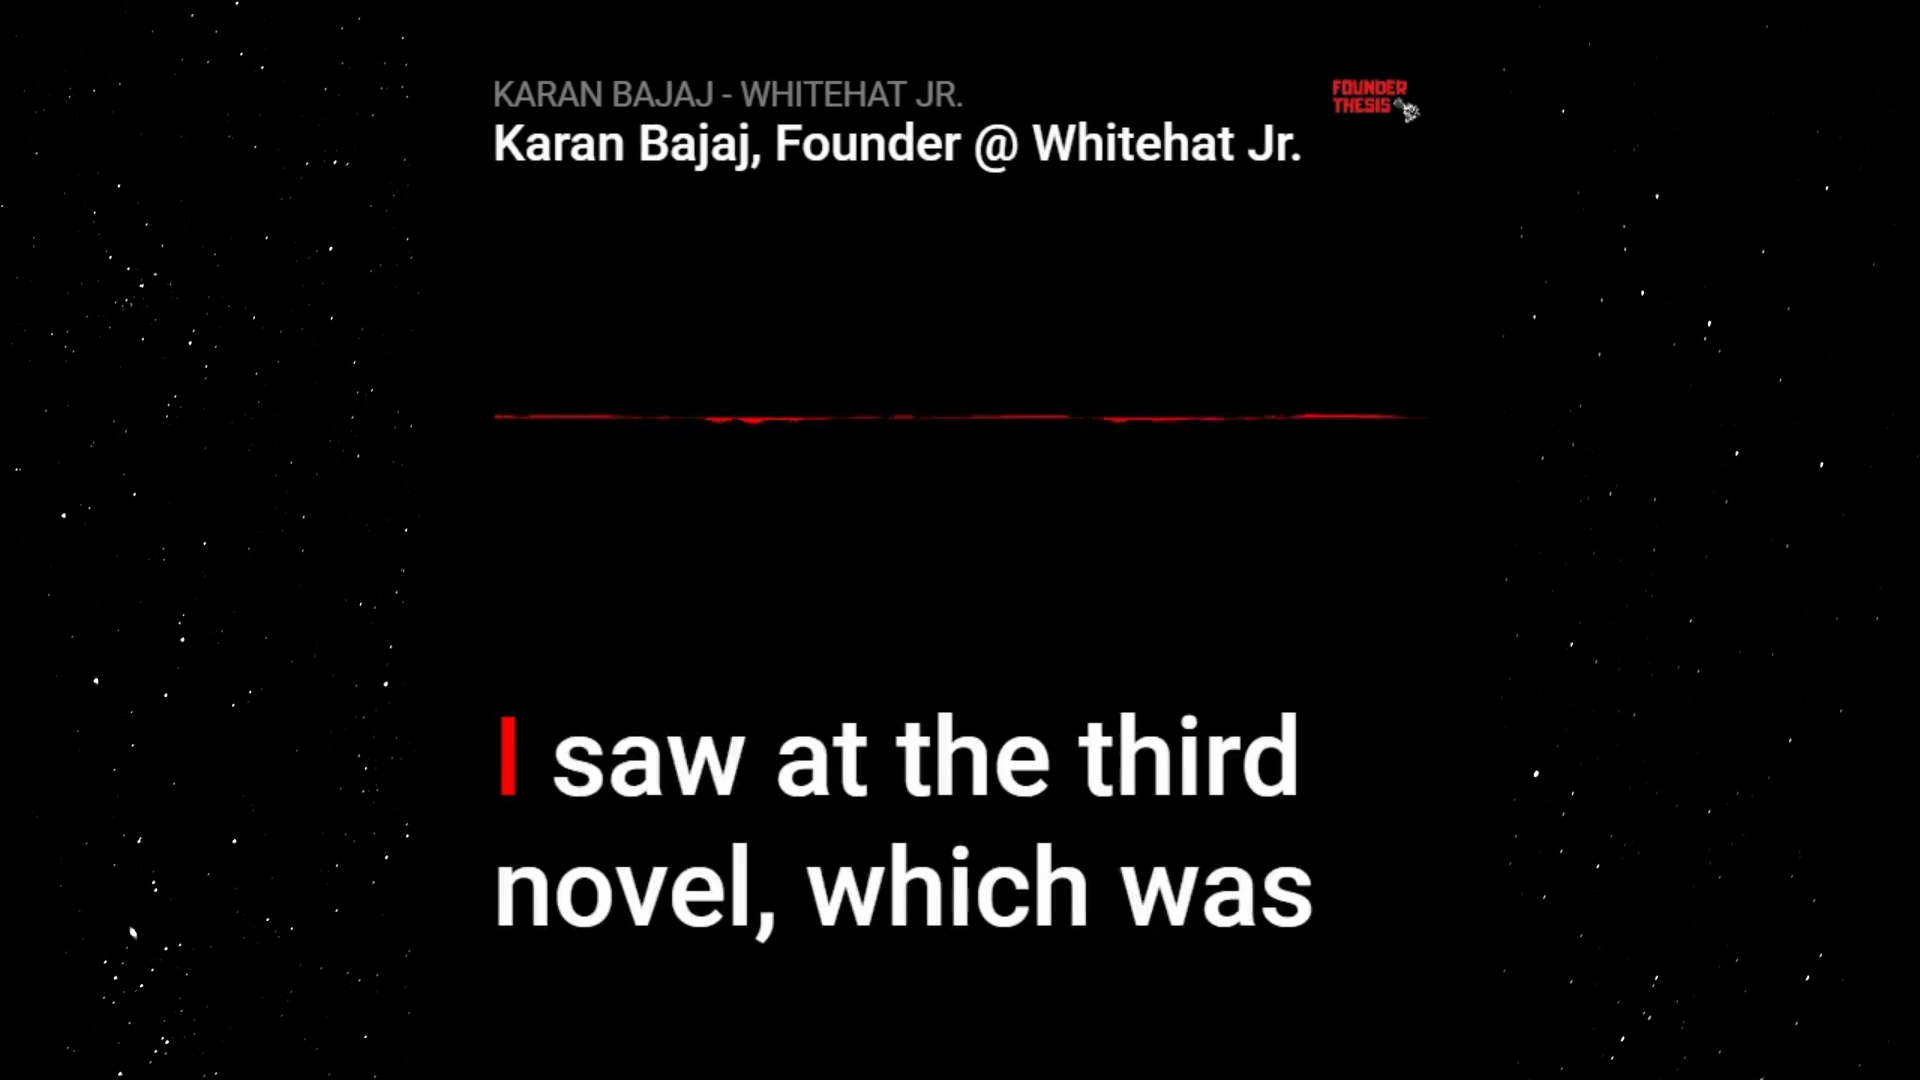 KARAN BAJAJ - WHITEHAT JR.
Karan Bajaj, Founder @ Whitehat Jr.
FOUNDER
THESIS
I saw at the third
novel, which was